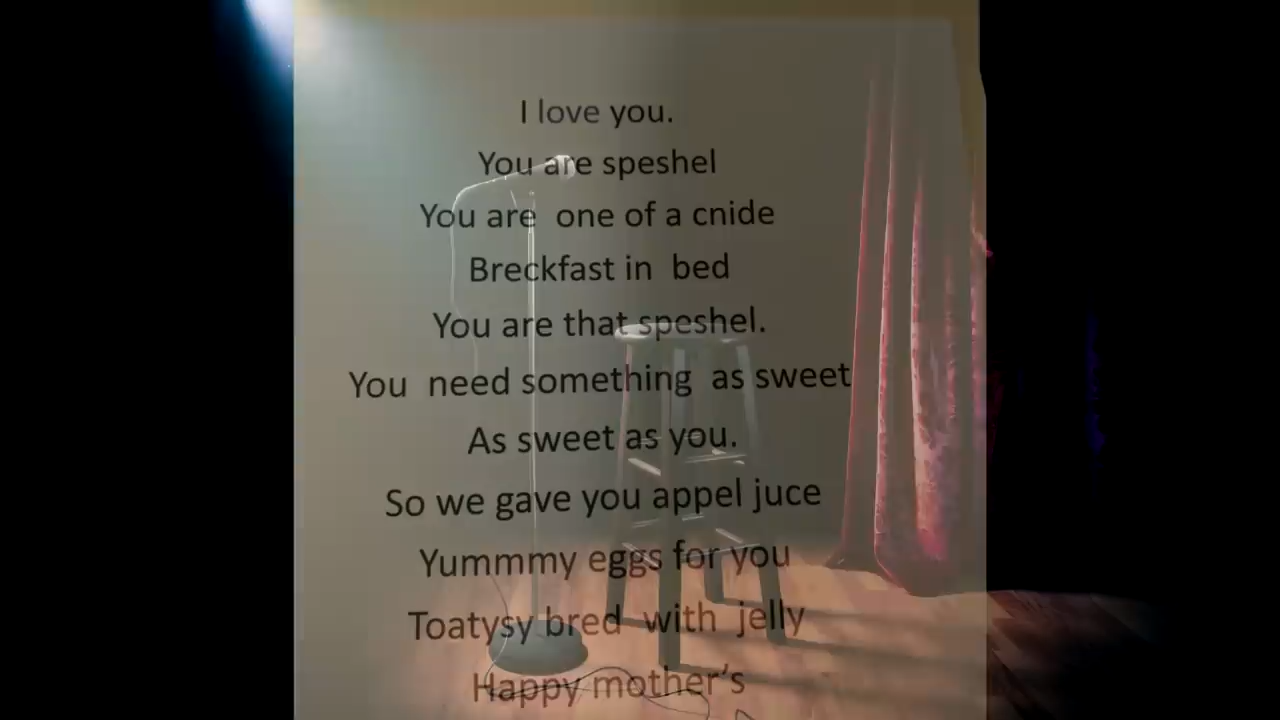 I love you.
You are speshel
You are one of a cnide
Breckfast in bed
You are that speshel.
You need something as sweet
As sweet as you.
So we gave you appel juce
Yummmy eggs for you
Toatysy bred with jelly
Happy mother's